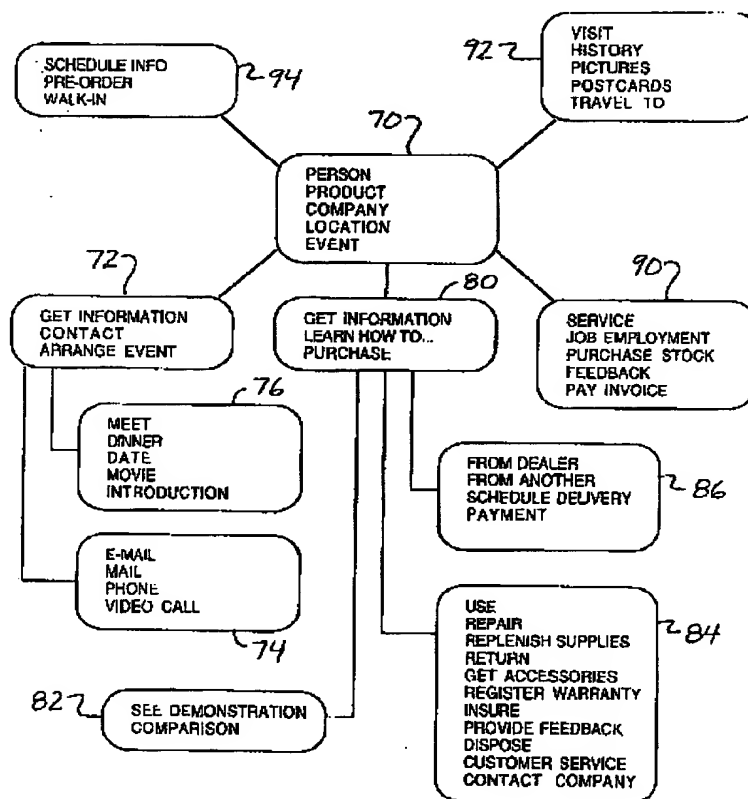 SCHEDULE INFO
PRE-ORDER
WALK-IN
94
92
VISIT
HISTORY
PICTURES
POSTCARDS
TRAVEL TO
70
PERSON
PRODUCT
COMPANY
LOCATION
EVENT
72
GET INFORMATION
CONTACT
ARRANGE EVENT
80
GET INFORMATION
LEARN HOW TO...
PURCHASE
90
SERVICE
JOB EMPLOYMENT
PURCHASE STOCK
FEEDBACK
PAY INVOICE
76
MEET
DINNER
DATE
MOVIE
INTRODUCTION
FROM DEALER
FROM ANOTHER
SCHEDULE DELIVERY
PAYMENT
86
E-MAIL
MAIL
PHONE
VIDEO CALL
74
USE
REPAIR
REPLENISH SUPPLIES
RETURN
GET ACCESSORIES
REGISTER WARRANTY
INSURE
PROVIDE FEEDBACK
DISPOSE
CUSTOMER SERVICE
CONTACT COMPANY
84
82
SEE DEMONSTRATION
COMPARISON